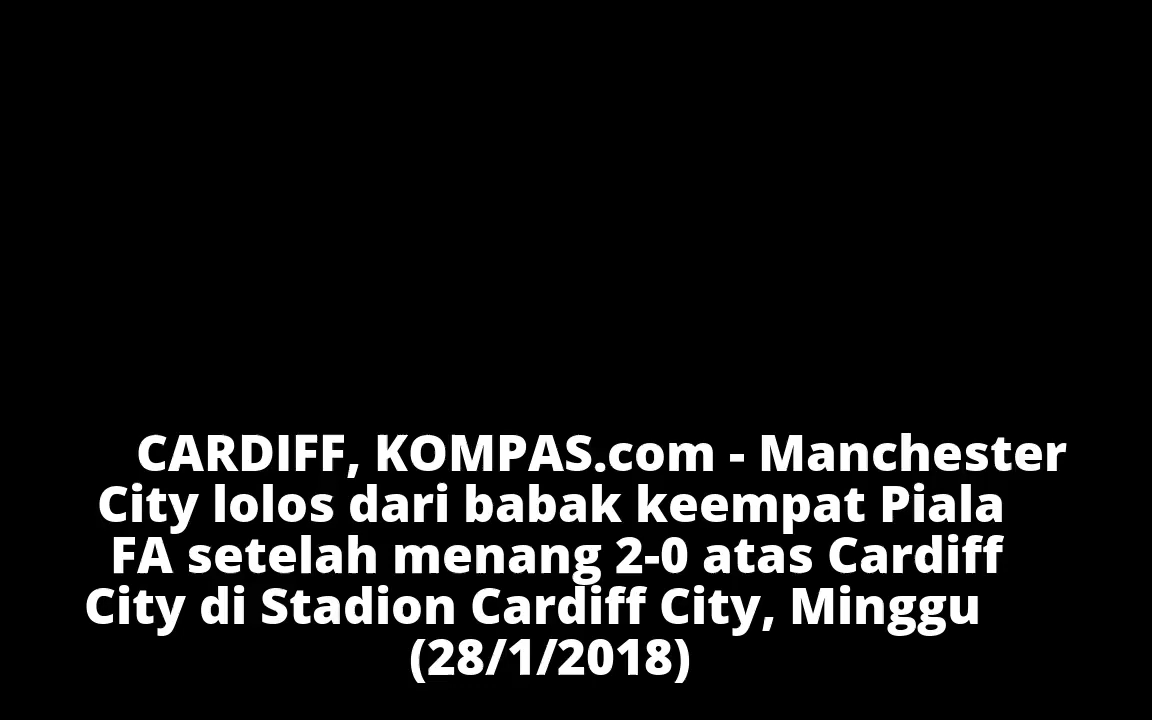 CARDIFF, KOMPAS.com - Manchester
City lolos dari babak keempat Piala
FA setelah menang 2-0 atas Cardiff
City di Stadion Cardiff City, Minggu
(28/1/2018)